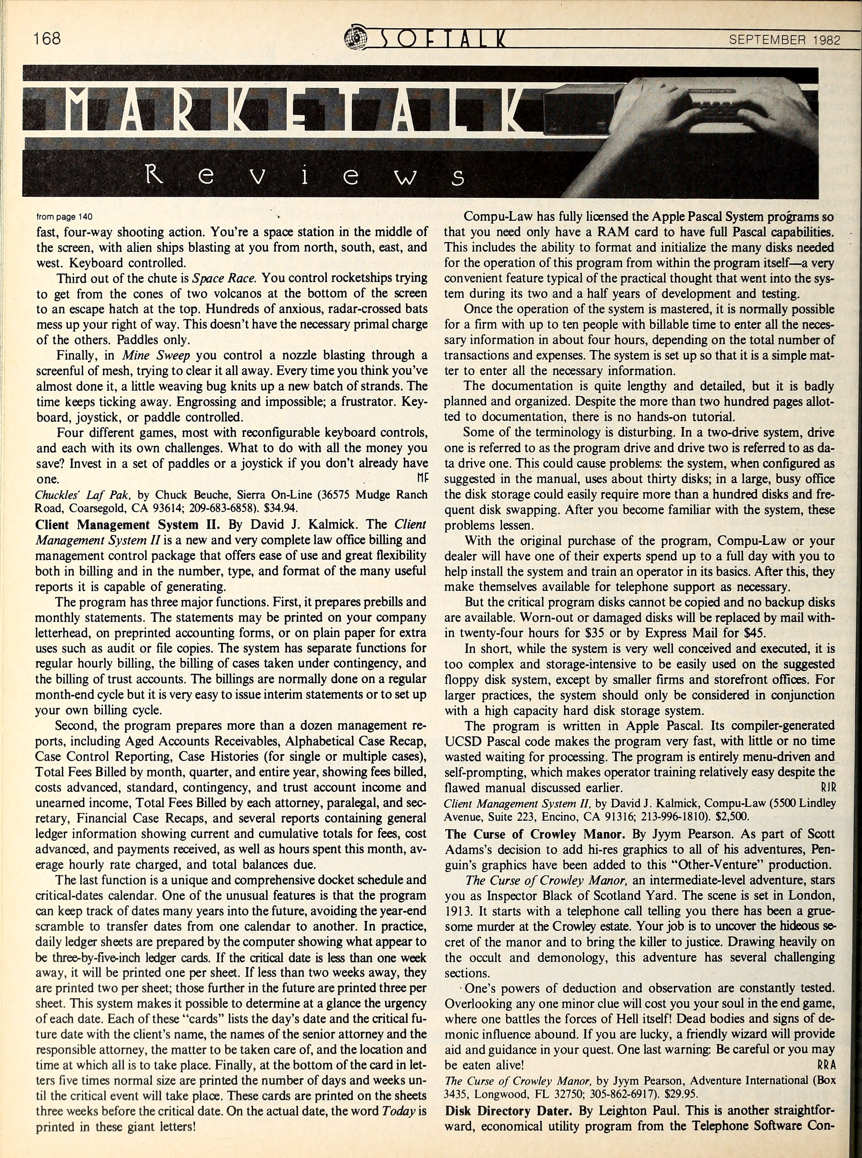 168
SOFTALK
SEPTEMBER 1982
MARKETALK
Reviews
from page 140
fast, four-way shooting action. You're a space station in the middle of
the screen, with alien ships blasting at you from north, south, east, and
west. Keyboard controlled.
Third out of the chute is Space Race. You control rocketships trying
to get from the cones of two volcanos at the bottom of the screen
to an escape hatch at the top. Hundreds of anxious, radar-crossed bats
mess up your right of way. This doesn't have the necessary primal charge
of the others. Paddles only.
Finally, in Mine Sweep you control a nozzle blasting through a
screenful of mesh, trying to clear it all away. Every time you think you've
almost done it, a little weaving bug knits up a new batch of strands. The
time keeps ticking away. Engrossing and impossible; a frustrator. Key-
board, joystick, or paddle controlled.
Four different games, most with reconfigurable keyboard controls,
and each with its own challenges. What to do with all the money you
save? Invest in a set of paddles or a joystick if you don't already have
one. MF
Chuckles' Laf Pak, by Chuck Beuche, Sierra On-Line (36575 Mudge Ranch
Road, Coarsegold, CA 93614; 209-683-6858). $34.94.
Client Management System II. By David J. Kalmick. The Client
Management System II is a new and very complete law office billing and
management control package that offers ease of use and great flexibility
both in billing and in the number, type, and format of the many useful
reports it is capable of generating.
The program has three major functions. First, it prepares prebills and
monthly statements. The statements may be printed on your company
letterhead, on preprinted accounting forms, or on plain paper for extra
uses such as audit or file copies. The system has separate functions for
regular hourly billing, the billing of cases taken under contingency, and
the billing of trust accounts. The billings are normally done on a regular
month-end cycle but it is very easy to issue interim statements or to set up
your own billing cycle.
Second, the program prepares more than a dozen management re-
ports, including Aged Accounts Receivables, Alphabetical Case Recap,
Case Control Reporting, Case Histories (for single or multiple cases),
Total Fees Billed by month, quarter, and entire year, showing fees billed,
costs advanced, standard, contingency, and trust account income and
unearned income, Total Fees Billed by each attorney, paralegal, and sec-
retary, Financial Case Recaps, and several reports containing general
ledger information showing current and cumulative totals for fees, cost
advanced, and payments received, as well as hours spent this month, av-
erage hourly rate charged, and total balances due.
The last function is a unique and comprehensive docket schedule and
critical-dates calendar. One of the unusual features is that the program
can keep track of dates many years into the future, avoiding the year-end
scramble to transfer dates from one calendar to another. In practice,
daily ledger sheets are prepared by the computer showing what appear to
be three-by-five-inch ledger cards. If the critical date is less than one week
away, it will be printed one per sheet. If less than two weeks away, they
are printed two per sheet; those further in the future are printed three per
sheet. This system makes it possible to determine at a glance the urgency
of each date. Each of these “cards” lists the day's date and the critical fu-
ture date with the client's name, the names of the senior attorney and the
responsible attorney, the matter to be taken care of, and the location and
time at which all is to take place. Finally, at the bottom of the card in let-
ters five times normal size are printed the number of days and weeks un-
til the critical event will take place. These cards are printed on the sheets
three weeks before the critical date. On the actual date, the word Today is
printed in these giant letters!
Compu-Law has fully licensed the Apple Pascal System programs so
that you need only have a RAM card to have full Pascal capabilities.
This includes the ability to format and initialize the many disks needed
for the operation of this program from within the program itself—a very
convenient feature typical of the practical thought that went into the sys-
tem during its two and a half years of development and testing.
Once the operation of the system is mastered, it is normally possible
for a firm with up to ten people with billable time to enter all the neces-
sary information in about four hours, depending on the total number of
transactions and expenses. The system is set up so that it is a simple mat-
ter to enter all the necessary information.
The documentation is quite lengthy and detailed, but it is badly
planned and organized. Despite the more than two hundred pages allot-
ted to documentation, there is no hands-on tutorial.
Some of the terminology is disturbing. In a two-drive system, drive
one is referred to as the program drive and drive two is referred to as da-
ta drive one. This could cause problems: the system, when configured as
suggested in the manual, uses about thirty disks; in a large, busy office
the disk storage could easily require more than a hundred disks and fre-
quent disk swapping. After you become familiar with the system, these
problems lessen.
With the original purchase of the program, Compu-Law or your
dealer will have one of their experts spend up to a full day with you to
help install the system and train an operator in its basics. After this, they
make themselves available for telephone support as necessary.
But the critical program disks cannot be copied and no backup disks
are available. Worn-out or damaged disks will be replaced by mail with-
in twenty-four hours for $35 or by Express Mail for $45.
In short, while the system is very well conceived and executed, it is
too complex and storage-intensive to be easily used on the suggested
floppy disk system, except by smaller firms and storefront offices. For
larger practices, the system should only be considered in conjunction
with a high capacity hard disk storage system.
The program is written in Apple Pascal. Its compiler-generated
UCSD Pascal code makes the program very fast, with little or no time
wasted waiting for processing. The program is entirely menu-driven and
self-prompting, which makes operator training relatively easy despite the
flawed manual discussed earlier. RJR
Client Management System II, by David J. Kalmick, Compu-Law (5500 Lindley
Avenue, Suite 223, Encino, CA 91316; 213-996-1810). $2,500.
The Curse of Crowley Manor. By Jyym Pearson. As part of Scott
Adams's decision to add hi-res graphics to all of his adventures, Pen-
guin's graphics have been added to this “Other-Venture” production.
The Curse of Crowley Manor, an intermediate-level adventure, stars
you as Inspector Black of Scotland Yard. The scene is set in London,
1913. It starts with a telephone call telling you there has been a grue-
some murder at the Crowley estate. Your job is to uncover the hideous se-
cret of the manor and to bring the killer to justice. Drawing heavily on
the occult and demonology, this adventure has several challenging
sections.
One's powers of deduction and observation are constantly tested.
Overlooking any one minor clue will cost you your soul in the end game,
where one battles the forces of Hell itself! Dead bodies and signs of de-
monic influence abound. If you are lucky, a friendly wizard will provide
aid and guidance in your quest. One last warning: Be careful or you may
be eaten alive! RRA
The Curse of Crowley Manor, by Jyym Pearson, Adventure International (Box
3435, Longwood, FL 32750; 305-862-6917). $29.95.
Disk Directory Dater. By Leighton Paul. This is another straightfor-
ward, economical utility program from the Telephone Software Con-